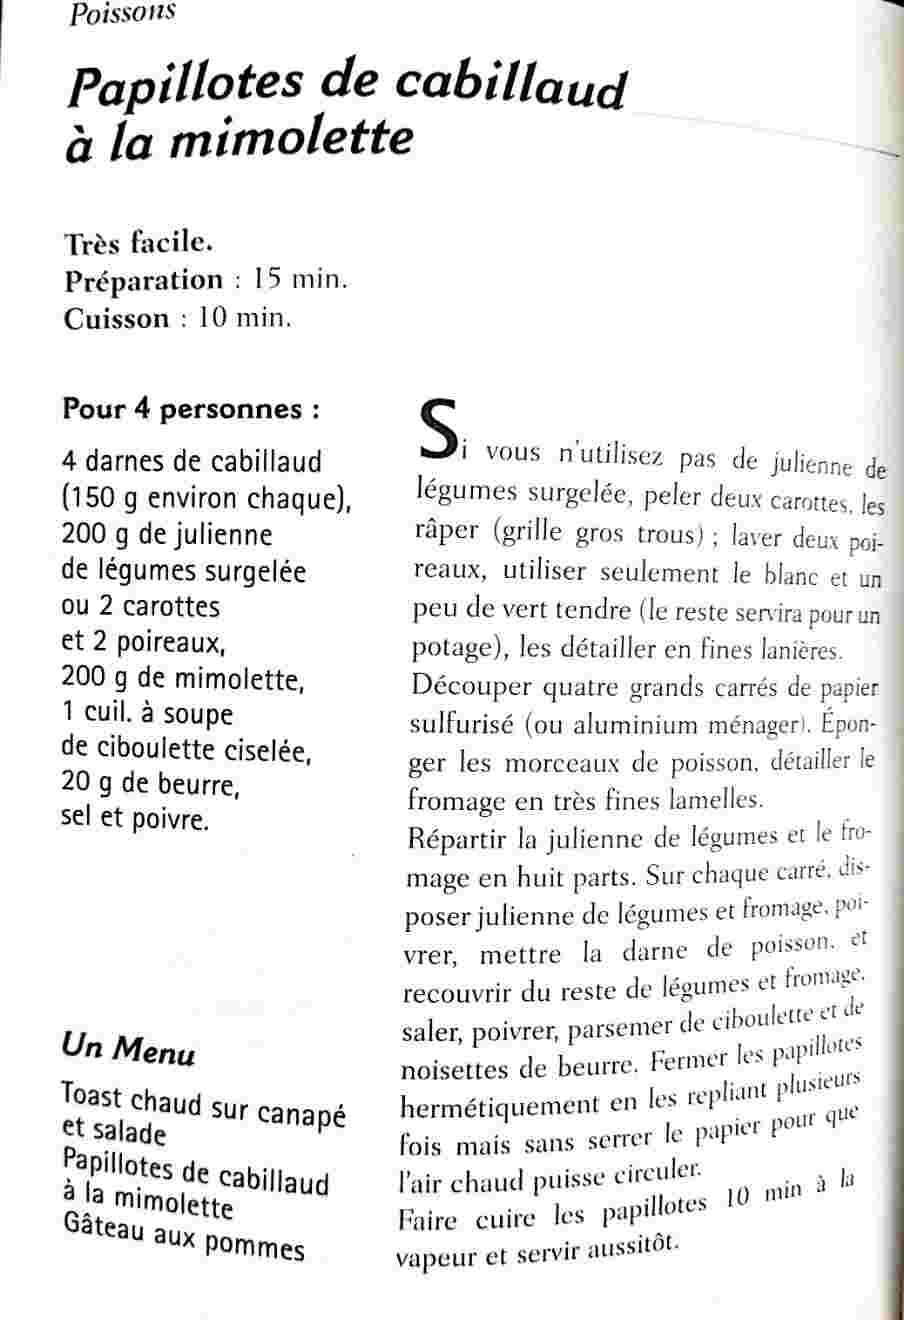 Poissons
Papillotes de cabillaud
à la mimolette
Très facile.
Préparation : 15 min.
Cuisson : 10 min.
Pour 4 personnes :
4 darnes de cabillaud
(150 g environ chaque),
200 g de julienne
de légumes surgelée
ou 2 carottes
et 2 poireaux,
200 g de mimolette,
1 cuil. à soupe
de ciboulette ciselée,
20 g de beurre,
sel et poivre.
Un Menu
Toast chaud sur canapé
et salade
Papillotes de cabillaud
à la mimolette
Gâteau aux pommes
Si vous n'utilisez pas de julienne de
légumes surgelée, peler deux carottes, les
râper (grille gros trous) ; laver deux poi-
reaux, utiliser seulement le blanc et un
peu de vert tendre (le reste servira pour un
potage), les détailler en fines lanières.
Découper quatre grands carrés de papier
sulfurisé (ou aluminium ménager). Épon-
ger les morceaux de poisson, détailler le
fromage en très fines lamelles.
Répartir la julienne de légumes et le fro-
mage en huit parts. Sur chaque carré, dis-
poser julienne de légumes et fromage, poi-
vrer, mettre la darne de poisson, et
recouvrir du reste de légumes et fromage,
saler, poivrer, parsemer de ciboulette et de
noisettes de beurre. Fermer les papillotes
hermétiquement en les repliant plusieurs
fois mais sans serrer le papier pour que
l'air chaud puisse circuler.
Faire cuire les papillotes 10 min à la
vapeur et servir aussitôt.